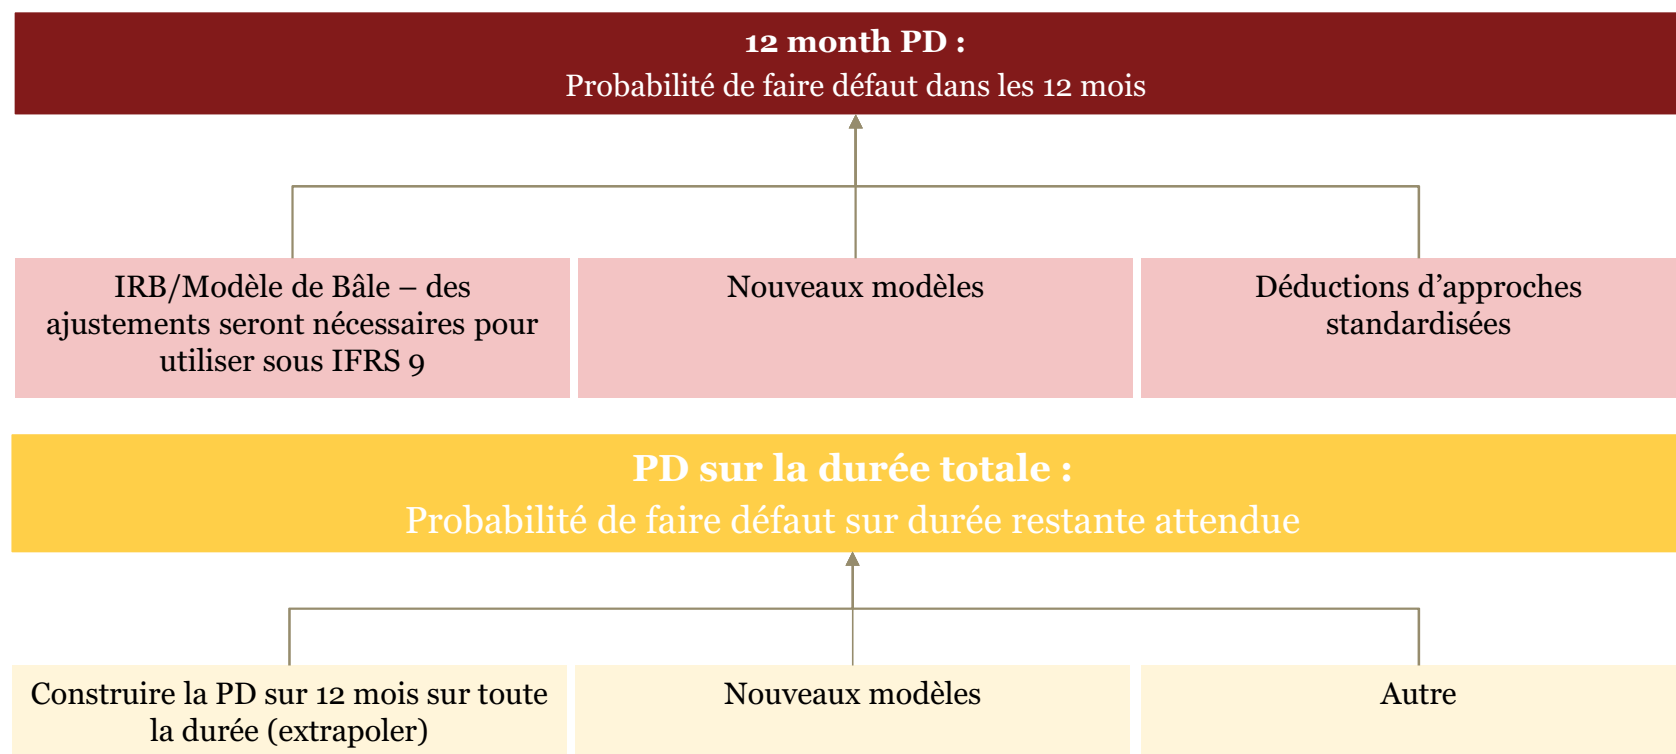 12 month PD :
Probabilité de faire défaut dans les 12 mois
IRB/Modèle de Bâle – des
ajustements seront nécessaires pour
utiliser sous IFRS 9
Nouveaux modèles
Déductions d’approches
standardisées
PD sur la durée totale :
Probabilité de faire défaut sur durée restante attendue
Construire la PD sur 12 mois sur toute
la durée (extrapoler)
Nouveaux modèles
Autre